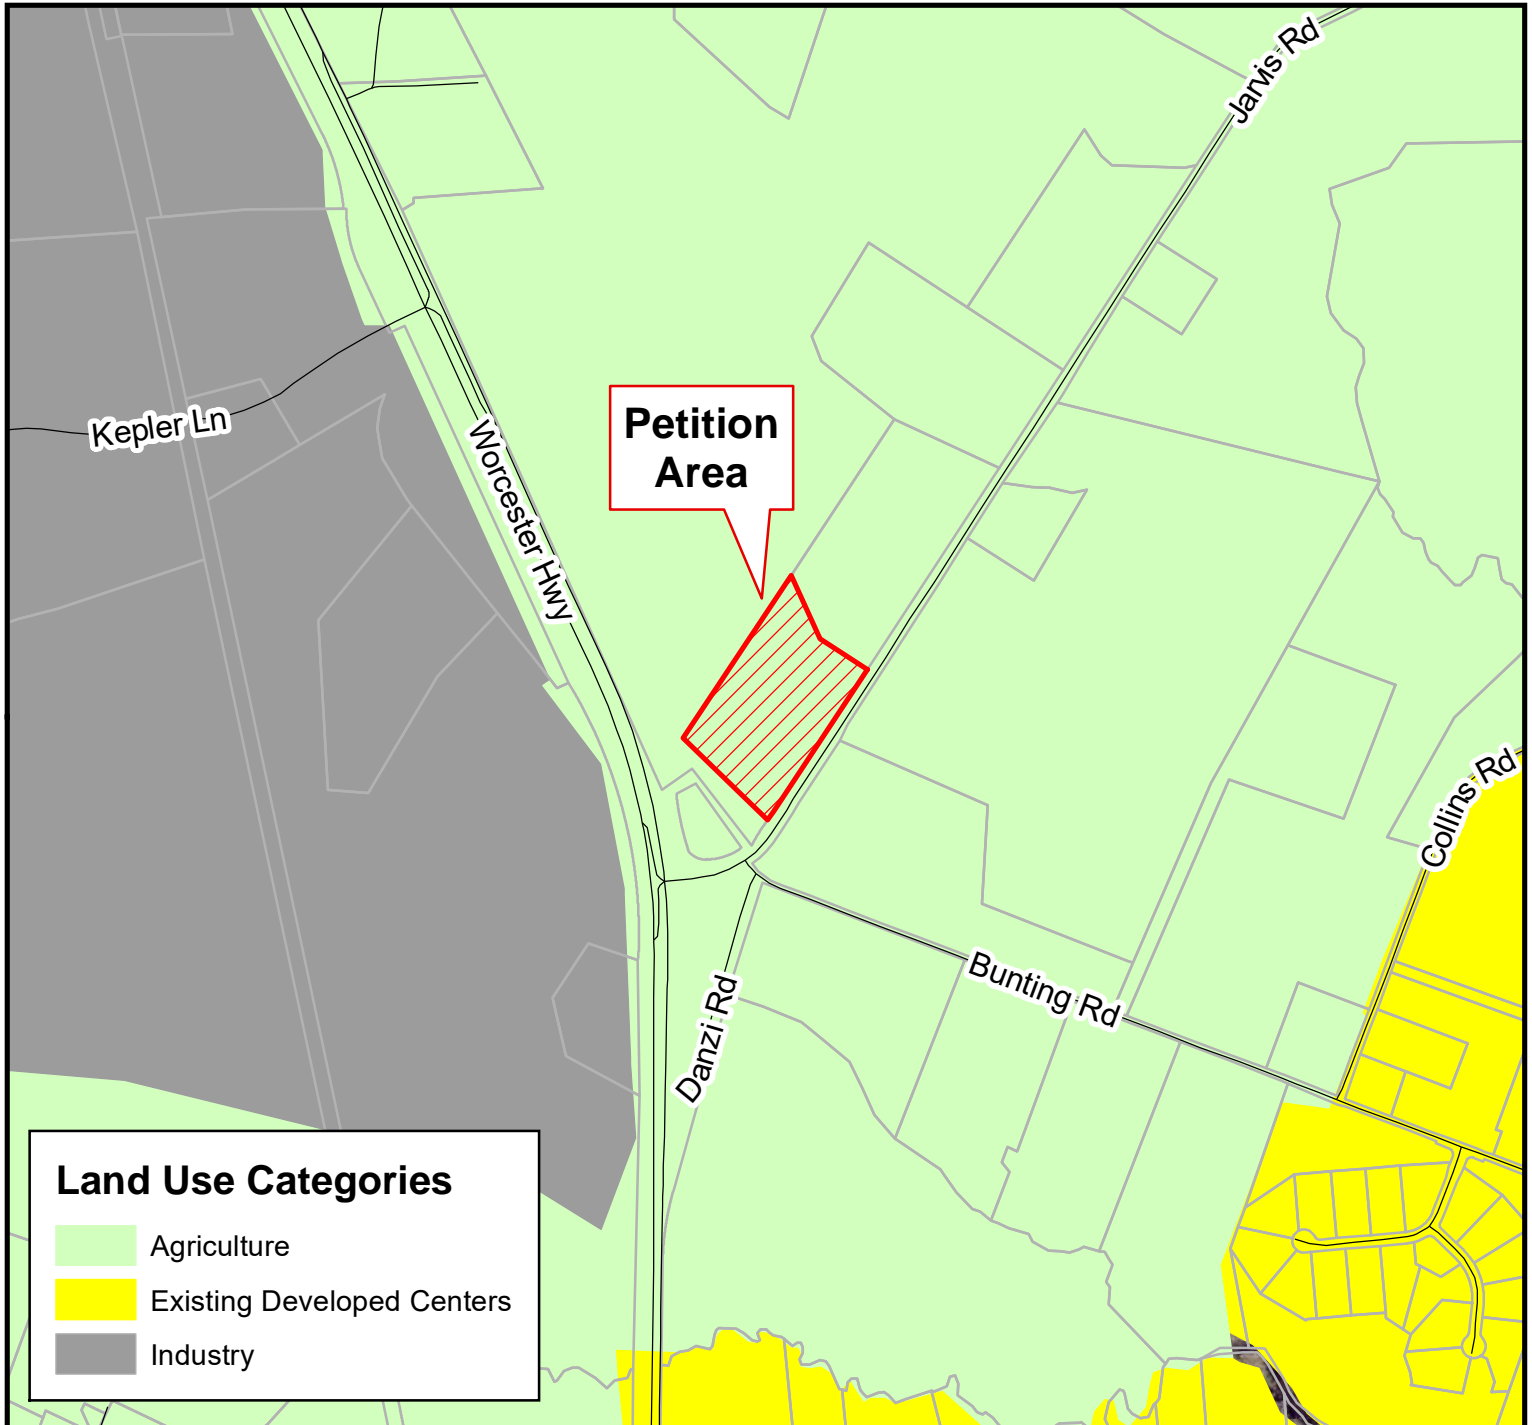 Jarvis Rd
Kepler Ln
Worcester Hwy
Petition
Area
Collins Rd
Bunting Rd
Danzi Rd
Land Use Categories
Agriculture
Existing Developed Centers
Industry